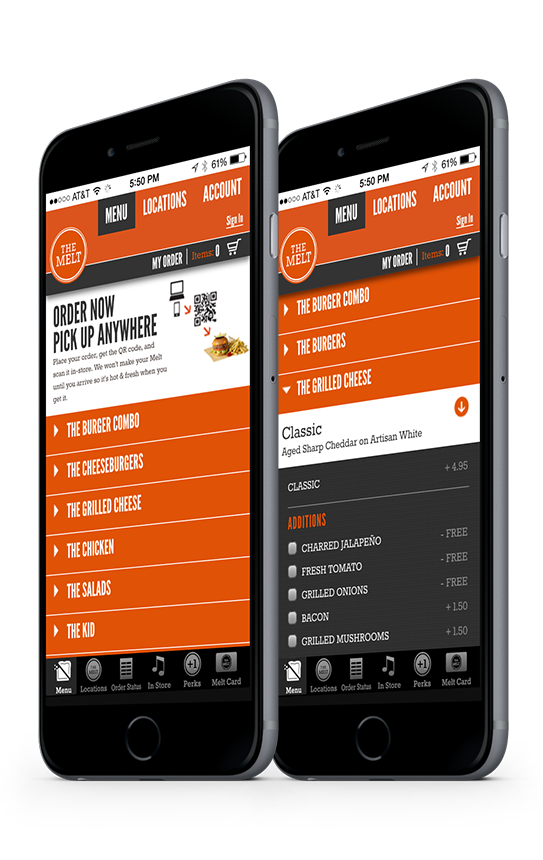 AT&T
5:50 PM
61%
MENU
LOCATIONS
ACCOUNT
Sign In
THE
MELT
MY ORDER
Items: 0
ORDER NOW
PICK UP ANYWHERE
Place your order, get the QR code, and
scan it in-store. We won't make your Melt
until you arrive so it's hot & fresh when you
get it.
THE BURGER COMBO
THE CHEESEBURGERS
THE GRILLED CHEESE
THE CHICKEN
THE SALADS
THE KID
Menu
Locations
Order Status
In Store
+1
Perks
Melt Card
AT&T
5:50 PM
61%
MENU
LOCATIONS
ACCOUNT
Sign In
THE
MELT
MY ORDER
Items: 0
THE BURGER COMBO
THE BURGERS
THE GRILLED CHEESE
Classic
Aged Sharp Cheddar on Artisan White
CLASSIC + 4.95
ADDITIONS
CHARRED JALAPEÑO - FREE
FRESH TOMATO - FREE
GRILLED ONIONS - FREE
BACON + 1.50
GRILLED MUSHROOMS + 1.50
Menu
Locations
Order Status
In Store
+1
Perks
Melt Card